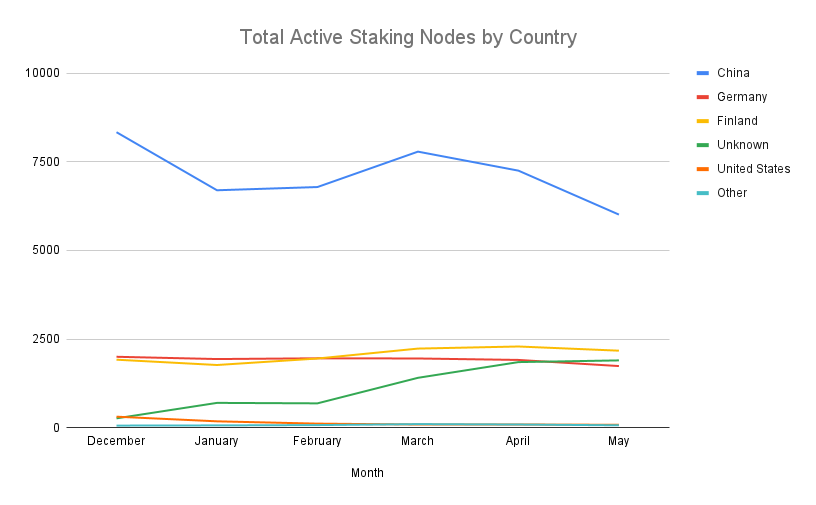 Total Active Staking Nodes by Country
10000
7500
5000
2500
0
December January February March April May
Month
China
Germany
Finland
Unknown
United States
Other